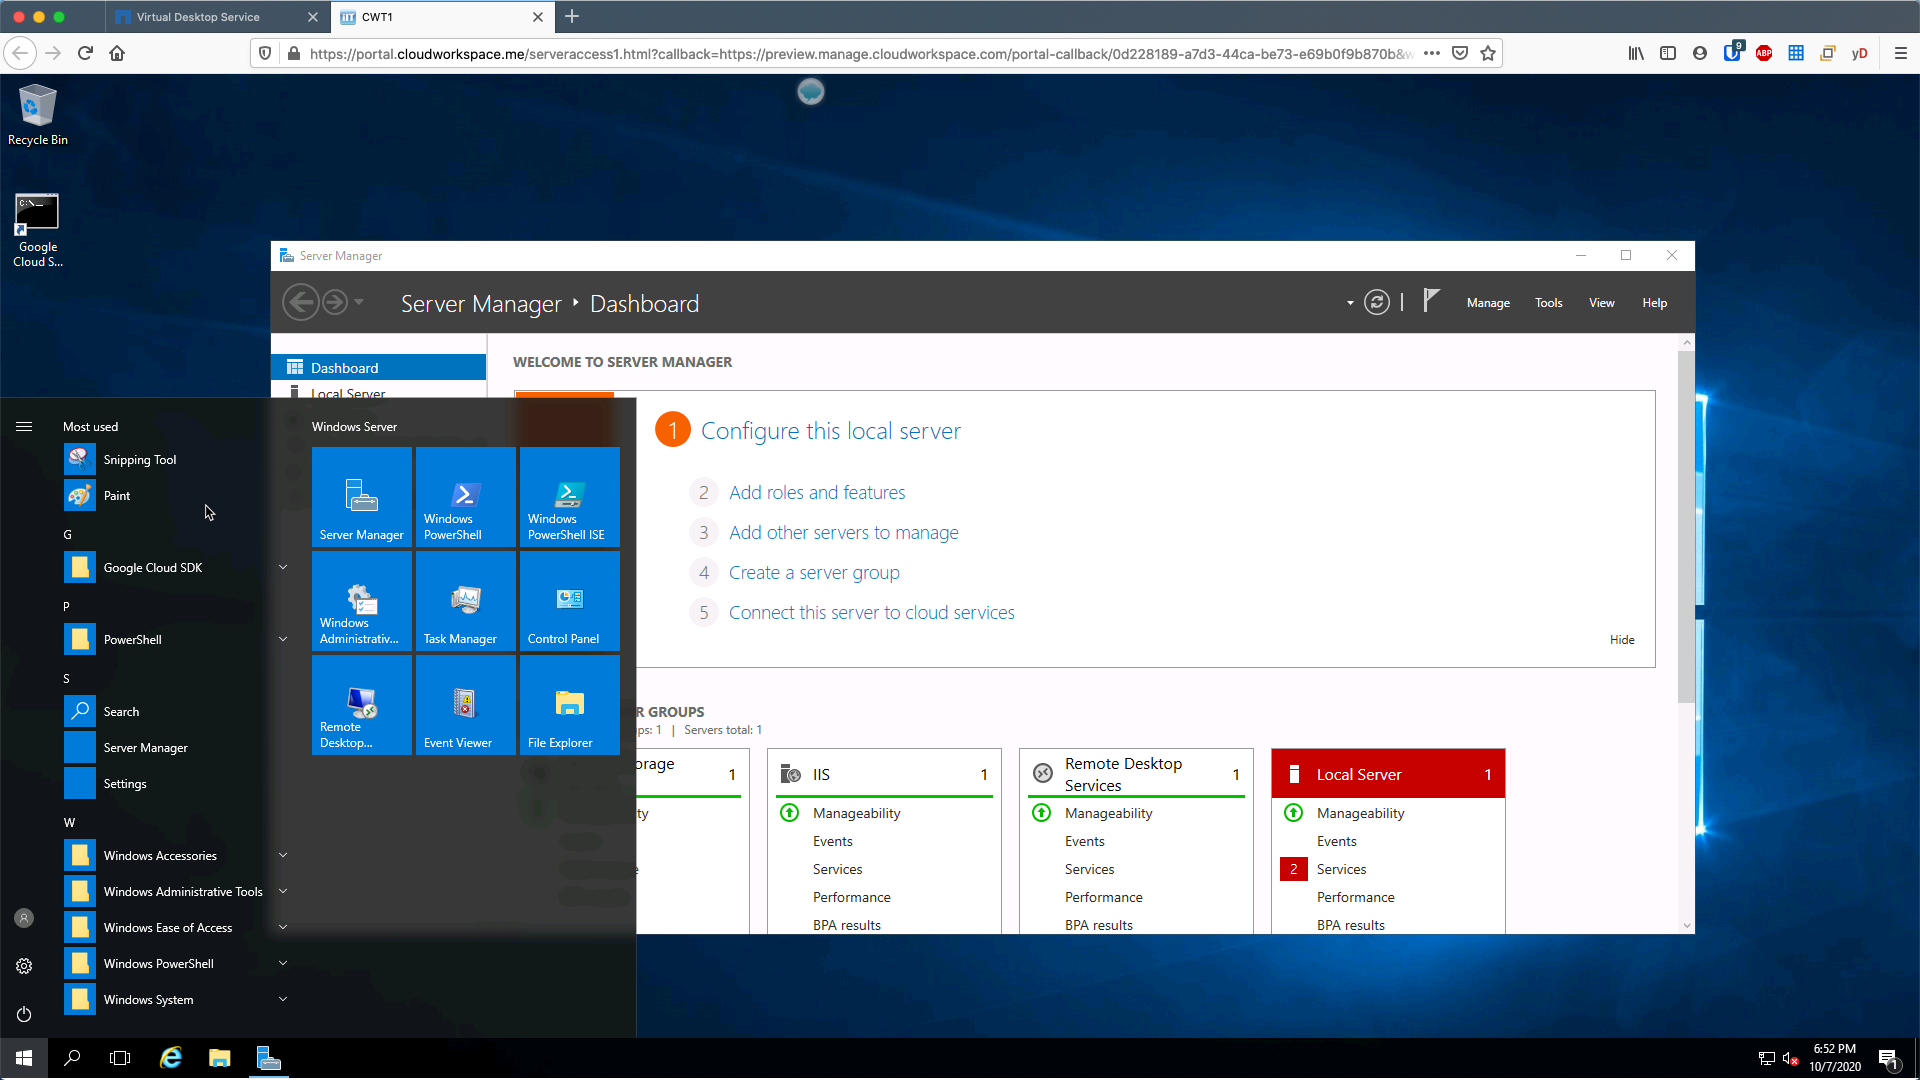 Virtual Desktop Service
CWT1
https://portal.cloudworkspace.me/serveraccess1.html?callback=https://preview.manage.cloudworkspace.com/portal-callback/0d228189-a7d3-44ca-be73-e69b0f9b870b&w
9
ABP
yD
Recycle Bin
C:\_
Google
Cloud S...
Server Manager
Server Manager
Dashboard
Manage
Tools
View
Help
Dashboard
Local Server
WELCOME TO SERVER MANAGER
1
Configure this local server
2
Add roles and features
3
Add other servers to manage
4
Create a server group
5
Connect this server to cloud services
Hide
R GROUPS
ps: 1 | Servers total: 1
orage
1
ty
e
IIS
1
Manageability
Events
Services
Performance
BPA results
Remote Desktop
Services
1
Manageability
Events
Services
Performance
BPA results
Local Server
1
Manageability
Events
2
Services
Performance
BPA results
Most used
Snipping Tool
Paint
G
Google Cloud SDK
P
PowerShell
S
Search
Server Manager
Settings
W
Windows Accessories
Windows Administrative Tools
Windows Ease of Access
Windows PowerShell
Windows System
Windows Server
Server Manager
Windows
PowerShell
Windows
PowerShell ISE
Windows
Administrativ...
Task Manager
Control Panel
Remote
Desktop...
Event Viewer
File Explorer
6:52 PM
10/7/2020
1